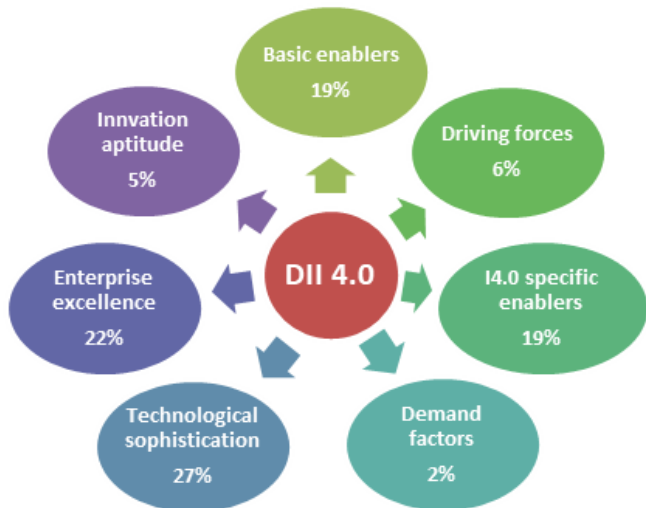 Basic enablers
19%
Driving forces
6%
I4.0 specific
enablers
19%
Demand
factors
2%
Technological
sophistication
27%
Enterprise
excellence
22%
Innvation
aptitude
5%
DII 4.0